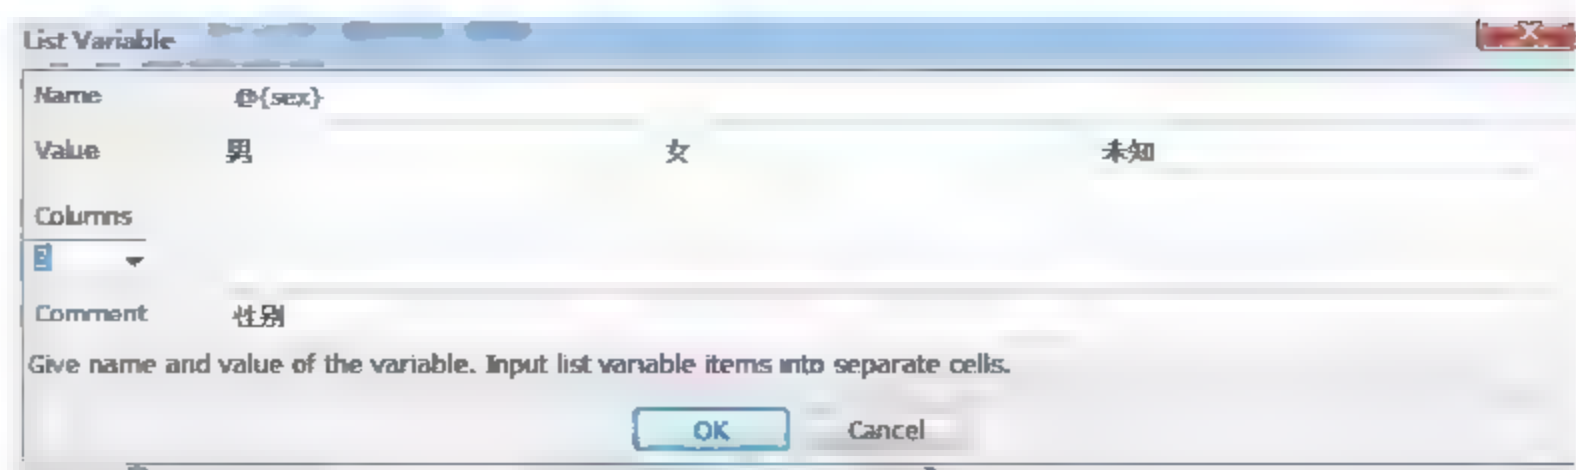 List Variable
Name @{sex}
Value 男 女 未知
Columns
Comment 性别
Give name and value of the variable. Input list variable items into separate cells.
OK Cancel